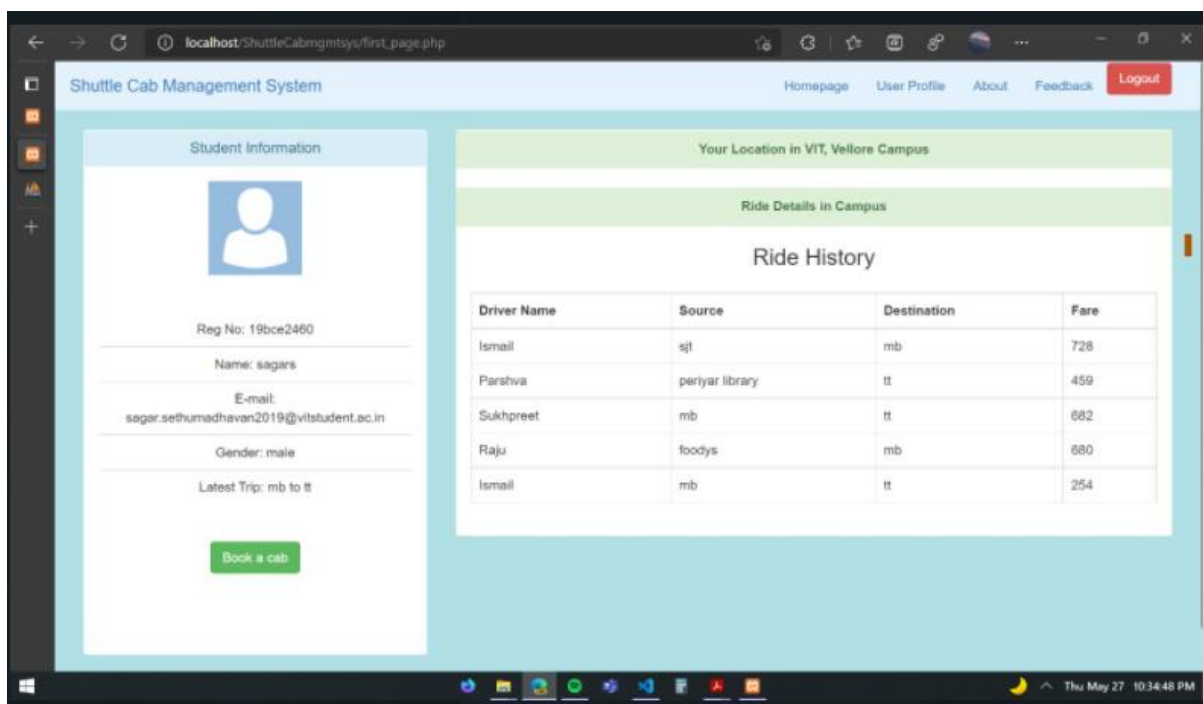 localhost/ShuttleCabmgmtsys/first_page.php
Shuttle Cab Management System
Homepage User Profile About Feedback Logout
Student Information
Reg No: 19bce2460
Name: sagars
E-mail:
sagar.sethumadhavan2019@vitstudent.ac.in
Gender: male
Latest Trip: mb to tt
Book a cab
Your Location in VIT, Vellore Campus
Ride Details in Campus
Ride History
Driver Name Source Destination Fare
Ismail sjt mb 728
Parshva periyar library tt 459
Sukhpreet mb tt 682
Raju foodys mb 680
Ismail mb tt 254
Thu May 27 10:34:48 PM